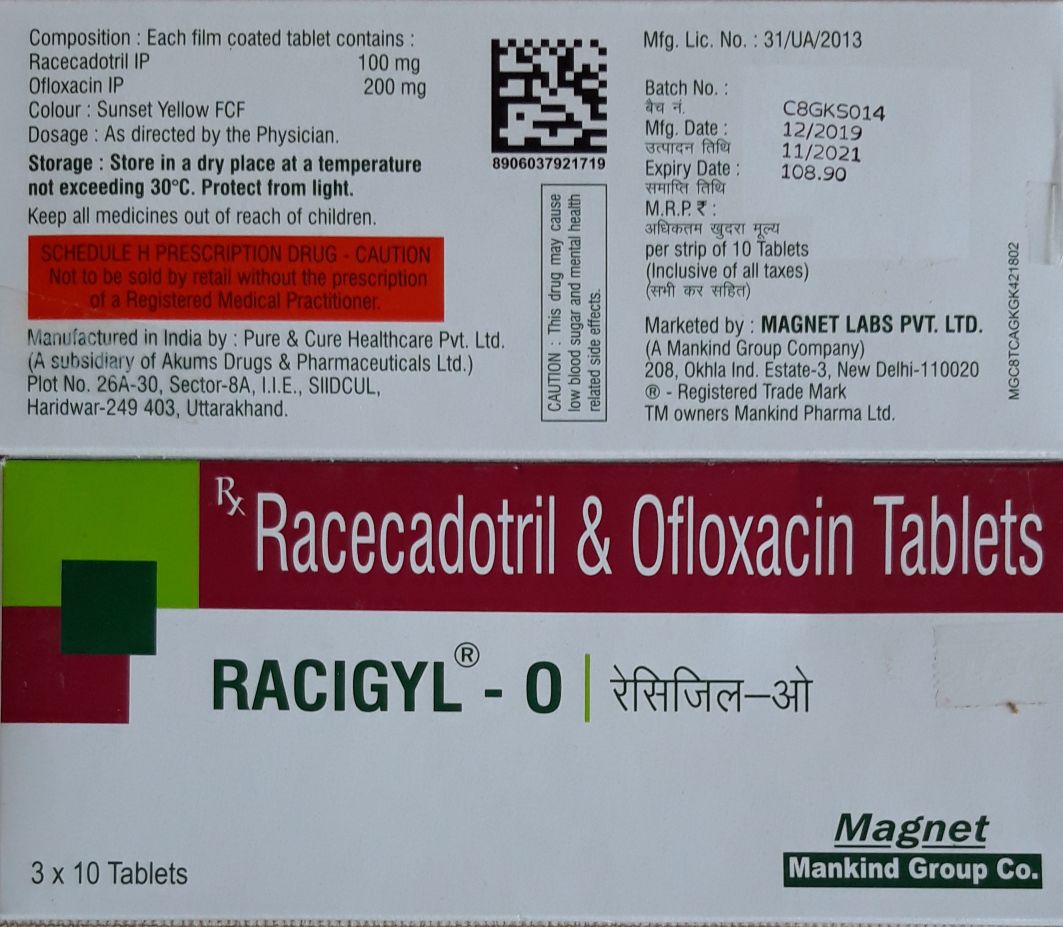 Composition : Each film coated tablet contains :
Racecadotril IP 100 mg
Ofloxacin IP 200 mg
Colour : Sunset Yellow FCF
Dosage : As directed by the Physician.
Storage : Store in a dry place at a temperature
not exceeding 30°C. Protect from light.
Keep all medicines out of reach of children.
SCHEDULE H PRESCRIPTION DRUG - CAUTION
Not to be sold by retail without the prescription
of a Registered Medical Practitioner.
Manufactured in India by : Pure & Cure Healthcare Pvt. Ltd.
(A subsidiary of Akums Drugs & Pharmaceuticals Ltd.)
Plot No. 26A-30, Sector-8A, I.I.E., SIIDCUL,
Haridwar-249 403, Uttarakhand.
8906037921719
CAUTION : This drug may cause
low blood sugar and mental health
related side effects.
Mfg. Lic. No. : 31/UA/2013
Batch No. :
बैच नं. C8GKS014
Mfg. Date : 12/2019
उत्पादन तिथि 11/2021
Expiry Date : 108.90
समाप्ति तिथि
M.R.P. ₹ :
अधिकतम खुदरा मूल्य
per strip of 10 Tablets
(Inclusive of all taxes)
(सभी कर सहित)
Marketed by : MAGNET LABS PVT. LTD.
(A Mankind Group Company)
208, Okhla Ind. Estate-3, New Delhi-110020
® - Registered Trade Mark
TM owners Mankind Pharma Ltd.
MGC8TCAGKGK421802
Rx Racecadotril & Ofloxacin Tablets
RACIGYL® - O | रेसिजिल–ओ
3 x 10 Tablets
Magnet
Mankind Group Co.